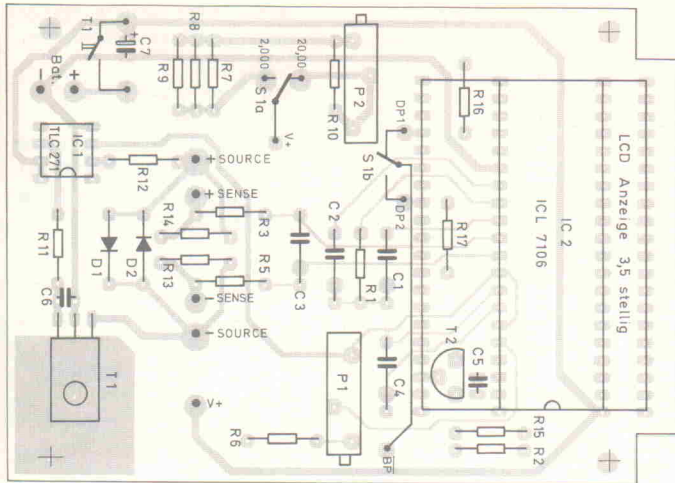 T1
C7
Bat.
-
+
R8
R9
R7
2,000
20,00
S1a
V+
R10
P2
DP1
S1b
DP2
R16
R17
LCD Anzeige 3,5 stellig
IC 2
ICL 7106
IC1
TLC 271
R12
+ SOURCE
+ SENSE
R14
R3
R13
R5
- SENSE
- SOURCE
D1
D2
R11
C6
T1
C3
C2
R1
C1
C4
P1
R6
V+
BP
T2
C5
R15
R2